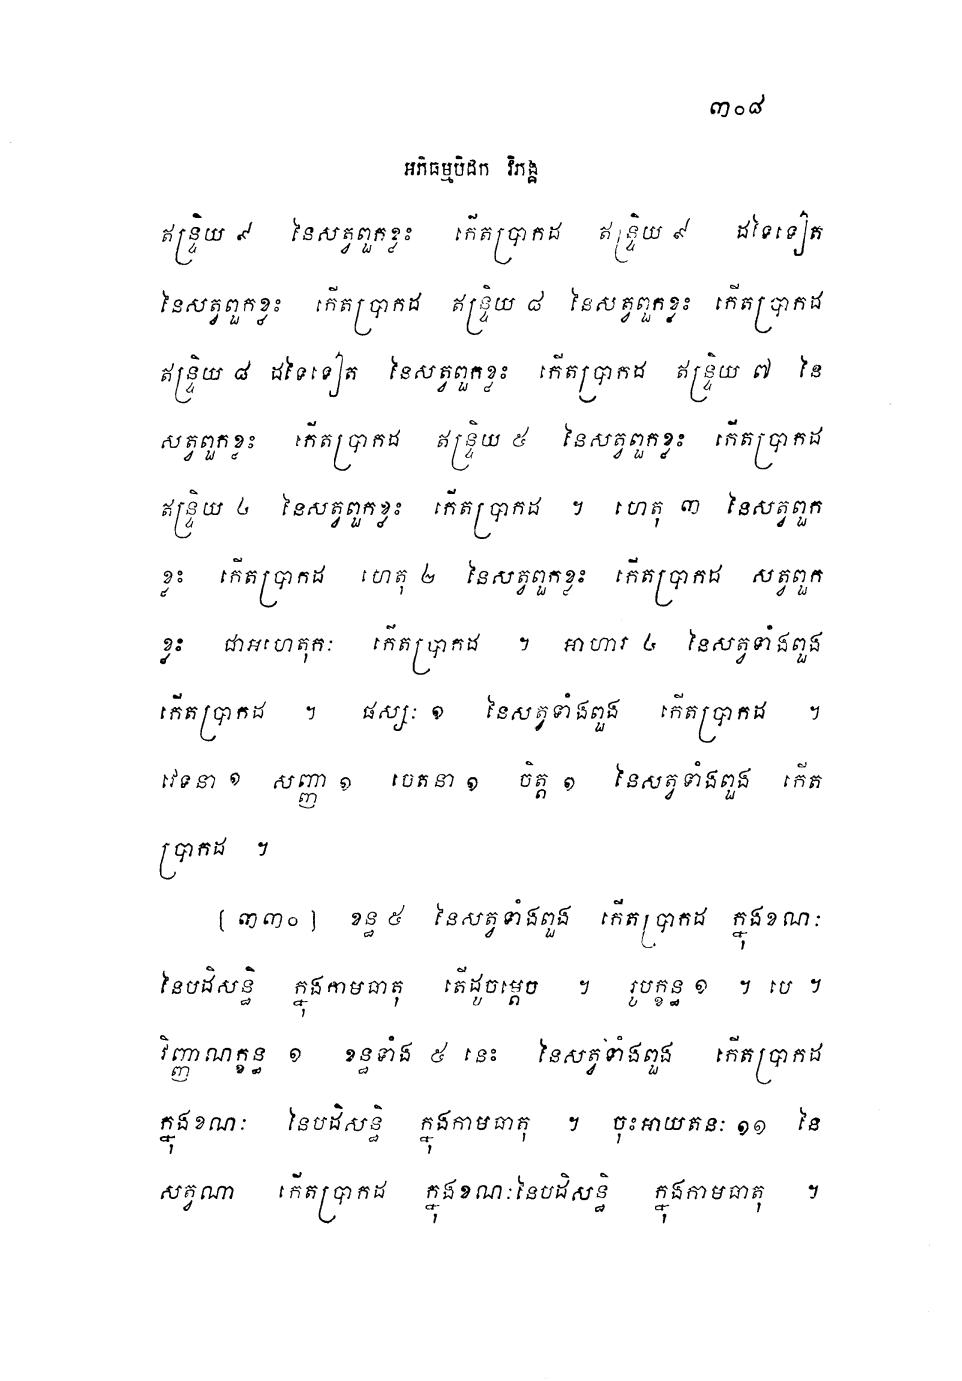 ៣០៨
អភិធម្មបិដក វិភង្គ
ឥន្ទ្រិយ ៩ នៃសត្វពួកខ្លះ កើតប្រាកដ ឥន្ទ្រិយ ៩ ដទៃទៀត
នៃសត្វពួកខ្លះ កើតប្រាកដ ឥន្ទ្រិយ ៨ នៃសត្វពួកខ្លះ កើតប្រាកដ
ឥន្ទ្រិយ ៨ ដទៃទៀត នៃសត្វពួកខ្លះ កើតប្រាកដ ឥន្ទ្រិយ ៧ នៃ
សត្វពួកខ្លះ កើតប្រាកដ ឥន្ទ្រិយ ៥ នៃសត្វពួកខ្លះ កើតប្រាកដ
ឥន្ទ្រិយ ៤ នៃសត្វពួកខ្លះ កើតប្រាកដ ។ ហេតុ ៣ នៃសត្វពួក
ខ្លះ កើតប្រាកដ ហេតុ ២ នៃសត្វពួកខ្លះ កើតប្រាកដ សត្វពួក
ខ្លះ ជាអហេតុកៈ កើតប្រាកដ ។ អាហារ ៤ នៃសត្វទាំងពួង
កើតប្រាកដ ។ ផស្សៈ ១ នៃសត្វទាំងពួង កើតប្រាកដ ។
វេទនា ១ សញ្ញា ១ ចេតនា ១ ចិត្ត ១ នៃសត្វទាំងពួង កើត
ប្រាកដ ។
[ ៣៣០ ] ខន្ធ ៥ នៃសត្វទាំងពួង កើតប្រាកដ ក្នុងខណៈ
នៃបដិសន្ធិ ក្នុងកាមធាតុ តើដូចម្តេច ។ រូបក្ខន្ធ ១ ។ បេ ។
វិញ្ញាណក្ខន្ធ ១ ខន្ធទាំង ៥ នេះ នៃសត្វទាំងពួង កើតប្រាកដ
ក្នុងខណៈ នៃបដិសន្ធិ ក្នុងកាមធាតុ ។ ចុះអាយតនៈ ១១ នៃ
សត្វណា កើតប្រាកដ ក្នុងខណៈនៃបដិសន្ធិ ក្នុងកាមធាតុ ។